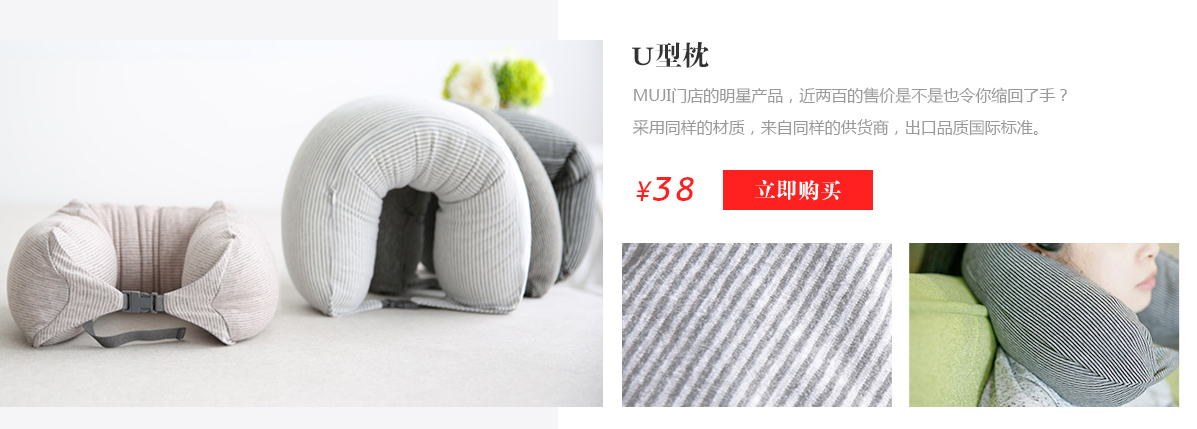 U型枕
MUJI门店的明星产品，近两百的售价是不是也令你缩回了手？
采用同样的材质，来自同样的供货商，出口品质国际标准。
¥38
立即购买